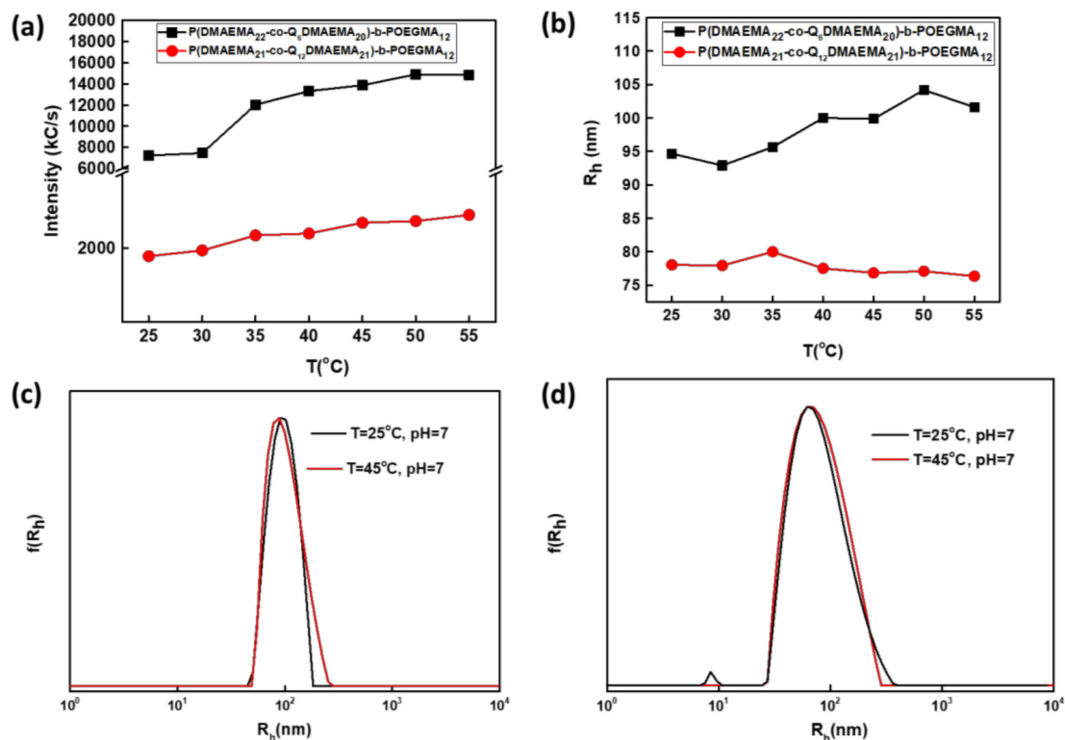 (a)
Intensity (kC/s)
20000
18000
16000
14000
12000
10000
8000
6000
2000
P(DMAEMA₂₂-co-Q₆DMAEMA₂₀)-b-POEGMA₁₂
P(DMAEMA₂₁-co-Q₁₂DMAEMA₂₁)-b-POEGMA₁₂
25 30 35 40 45 50 55
T(°C)
(b)
Rₕ (nm)
115
110
105
100
95
90
85
80
75
P(DMAEMA₂₂-co-Q₆DMAEMA₂₀)-b-POEGMA₁₂
P(DMAEMA₂₁-co-Q₁₂DMAEMA₂₁)-b-POEGMA₁₂
25 30 35 40 45 50 55
T(°C)
(c)
f(Rₕ)
T=25°C, pH=7
T=45°C, pH=7
10⁰ 10¹ 10² 10³ 10⁴
Rₕ(nm)
(d)
f(Rₕ)
T=25°C, pH=7
T=45°C, pH=7
10⁰ 10¹ 10² 10³ 10⁴
Rₕ(nm)